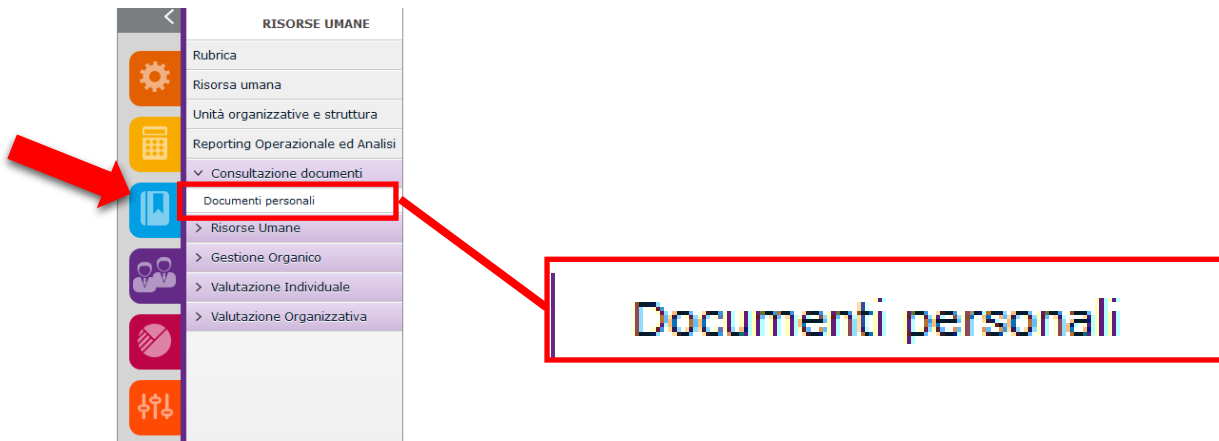 RISORSE UMANE
Rubrica
Risorsa umana
Unità organizzative e struttura
Reporting Operazionale ed Analisi
Consultazione documenti
Documenti personali
Risorse Umane
Gestione Organico
Valutazione Individuale
Valutazione Organizzativa
Documenti personali